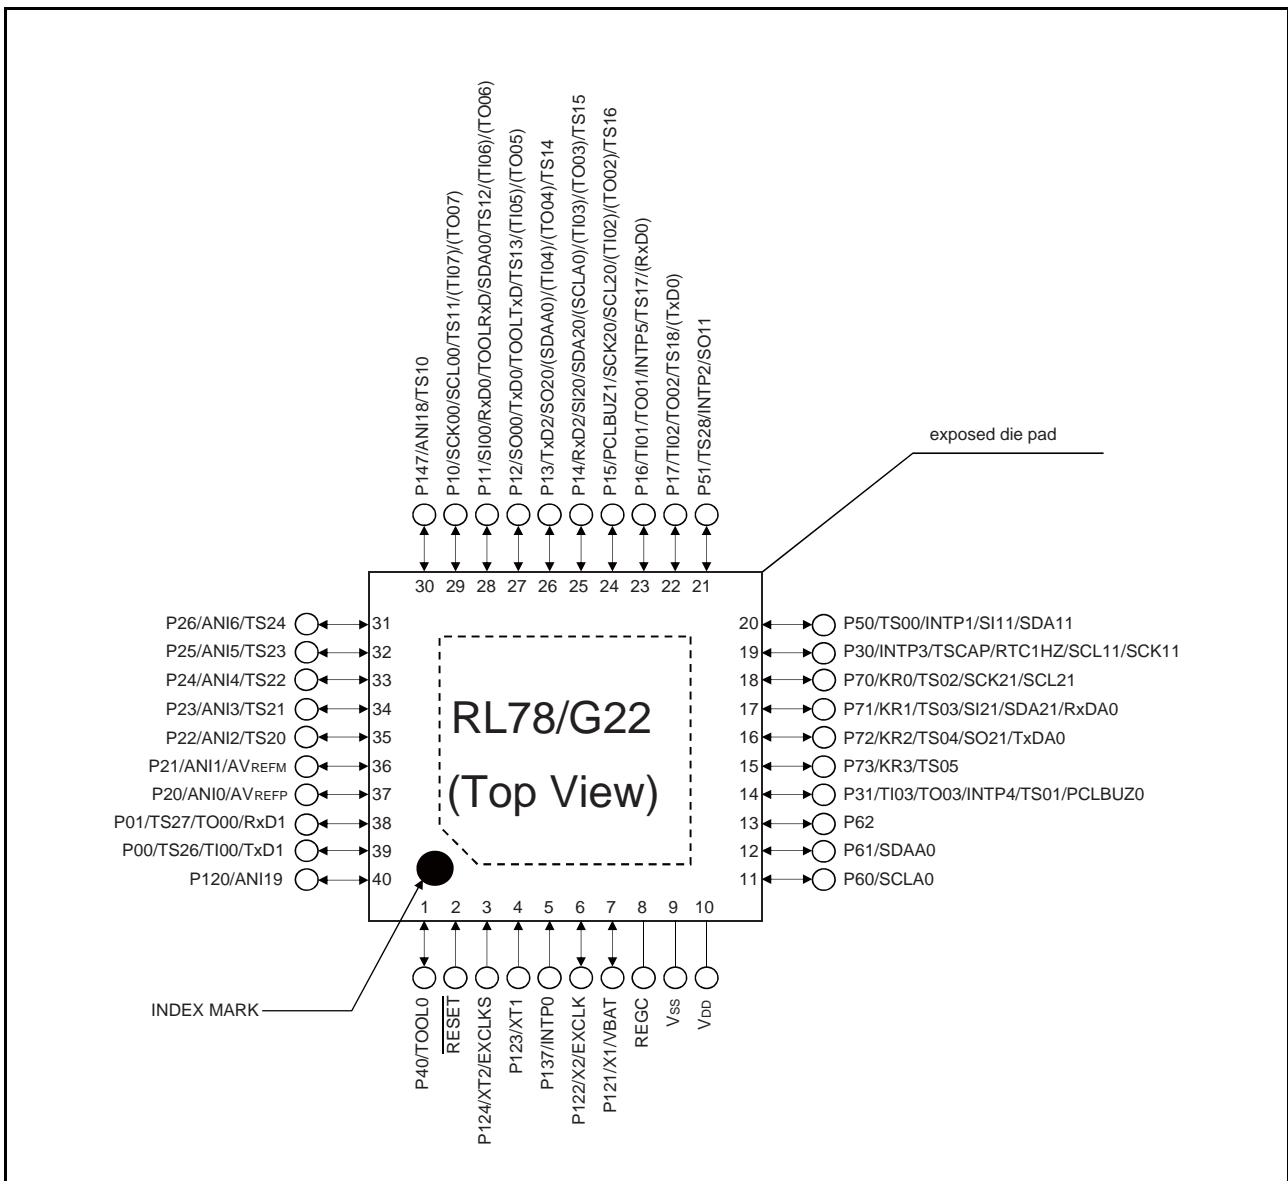 P147/ANI18/TS10
P10/SCK00/SCL00/TS11/(TI07)/(TO07)
P11/SI00/RxD0/TOOLRxD/SDA00/TS12/(TI06)/(TO06)
P12/SO00/TxD0/TOOLTxD/TS13/(TI05)/(TO05)
P13/TxD2/SO20/(SDAA0)/(TI04)/(TO04)/TS14
P14/RxD2/SI20/SDA20/(SCLA0)/(TI03)/(TO03)/TS15
P15/PCLBUZ1/SCK20/SCL20/(TI02)/(TO02)/TS16
P16/TI01/TO01/INTP5/TS17/(RxD0)
P17/TI02/TO02/TS18/(TxD0)
P51/TS28/INTP2/SO11
exposed die pad
30 29 28 27 26 25 24 23 22 21
P26/ANI6/TS24 31
P25/ANI5/TS23 32
P24/ANI4/TS22 33
P23/ANI3/TS21 34
P22/ANI2/TS20 35
P21/ANI1/AVREFM 36
P20/ANI0/AVREFP 37
P01/TS27/TO00/RxD1 38
P00/TS26/TI00/TxD1 39
P120/ANI19 40
RL78/G22
(Top View)
20 P50/TS00/INTP1/SI11/SDA11
19 P30/INTP3/TSCAP/RTC1HZ/SCL11/SCK11
18 P70/KR0/TS02/SCK21/SCL21
17 P71/KR1/TS03/SI21/SDA21/RxDA0
16 P72/KR2/TS04/SO21/TxDA0
15 P73/KR3/TS05
14 P31/TI03/TO03/INTP4/TS01/PCLBUZ0
13 P62
12 P61/SDAA0
11 P60/SCLA0
1 2 3 4 5 6 7 8 9 10
INDEX MARK
P40/TOOL0
RESET
P124/XT2/EXCLKS
P123/XT1
P137/INTP0
P122/X2/EXCLK
P121/X1/VBAT
REGC
VSS
VDD